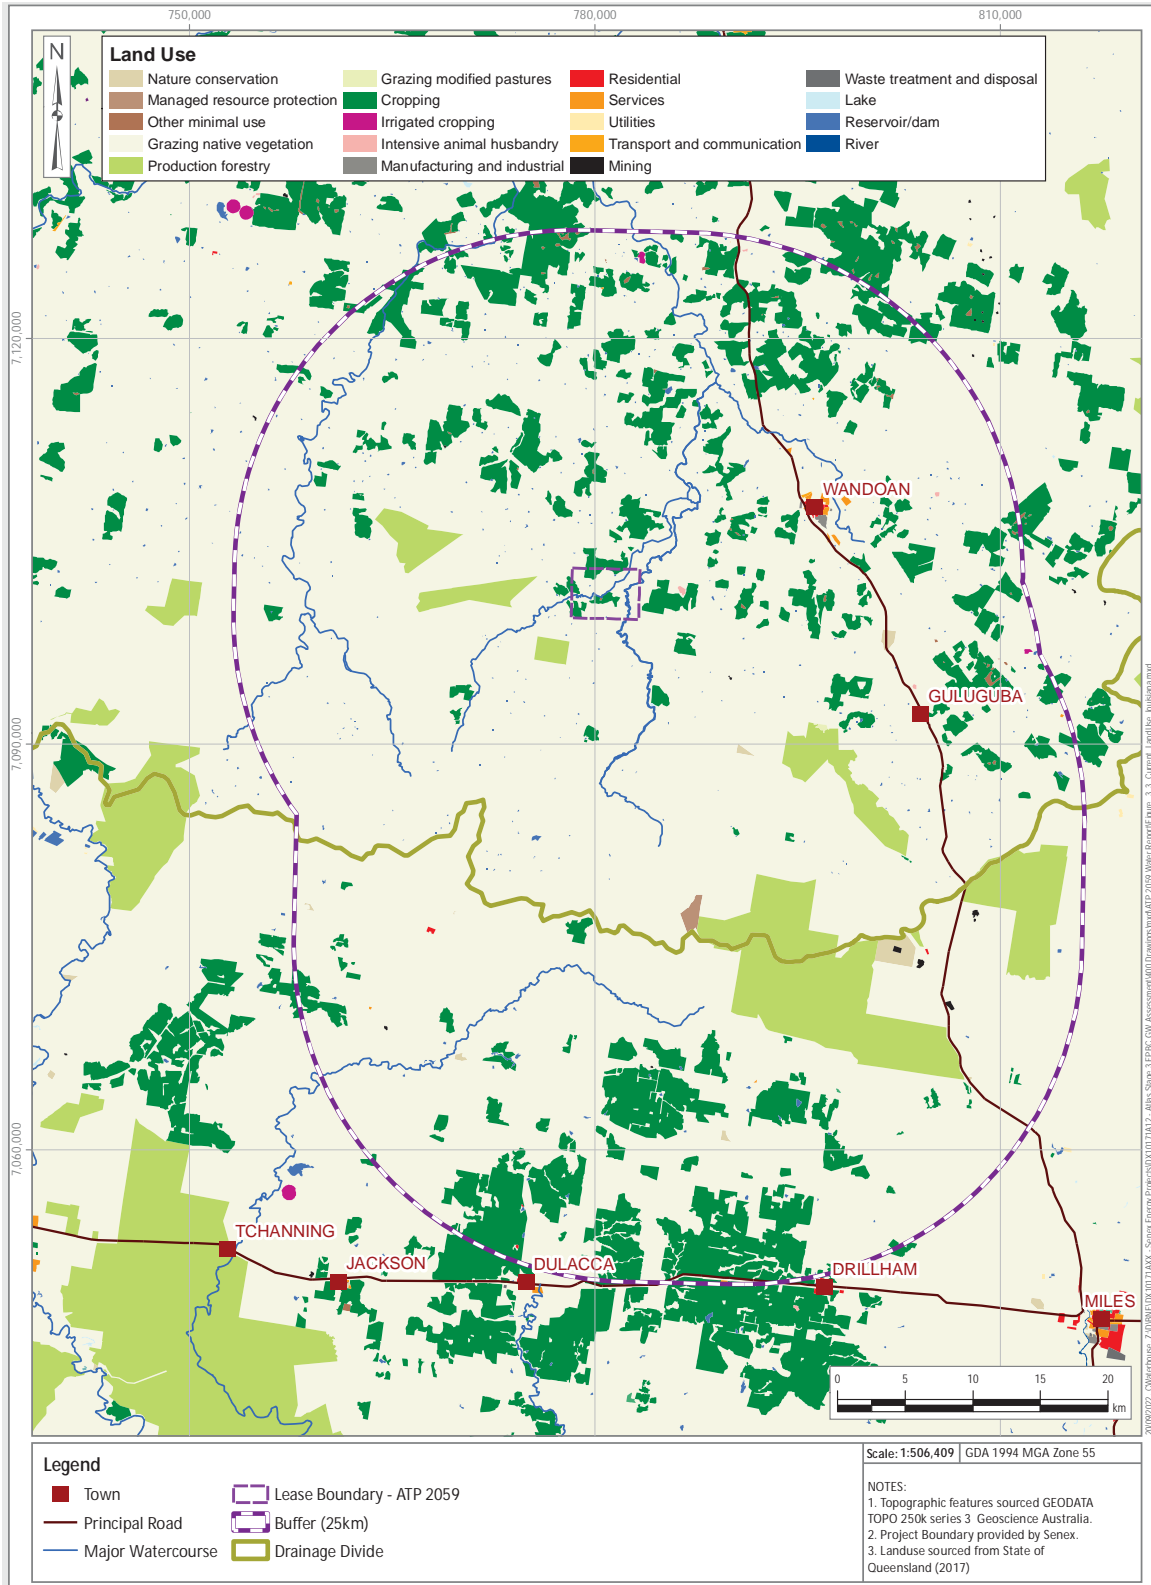 750,000
780,000
810,000
N
Land Use
Nature conservation
Managed resource protection
Other minimal use
Grazing native vegetation
Production forestry
Grazing modified pastures
Cropping
Irrigated cropping
Intensive animal husbandry
Manufacturing and industrial
Residential
Services
Utilities
Transport and communication
Mining
Waste treatment and disposal
Lake
Reservoir/dam
River
7,120,000
WANDOAN
GULUGUBA
7,090,000
7,060,000
TCHANNING
JACKSON
DULACCA
DRILLHAM
MILES
0 5 10 15 20
km
Legend
Town
Principal Road
Major Watercourse
Lease Boundary - ATP 2059
Buffer (25km)
Drainage Divide
Scale: 1:506,409
GDA 1994 MGA Zone 55
NOTES:
1. Topographic features sourced GEODATA
TOPO 250k series 3 Geoscience Australia.
2. Project Boundary provided by Senex.
3. Landuse sourced from State of
Queensland (2017)